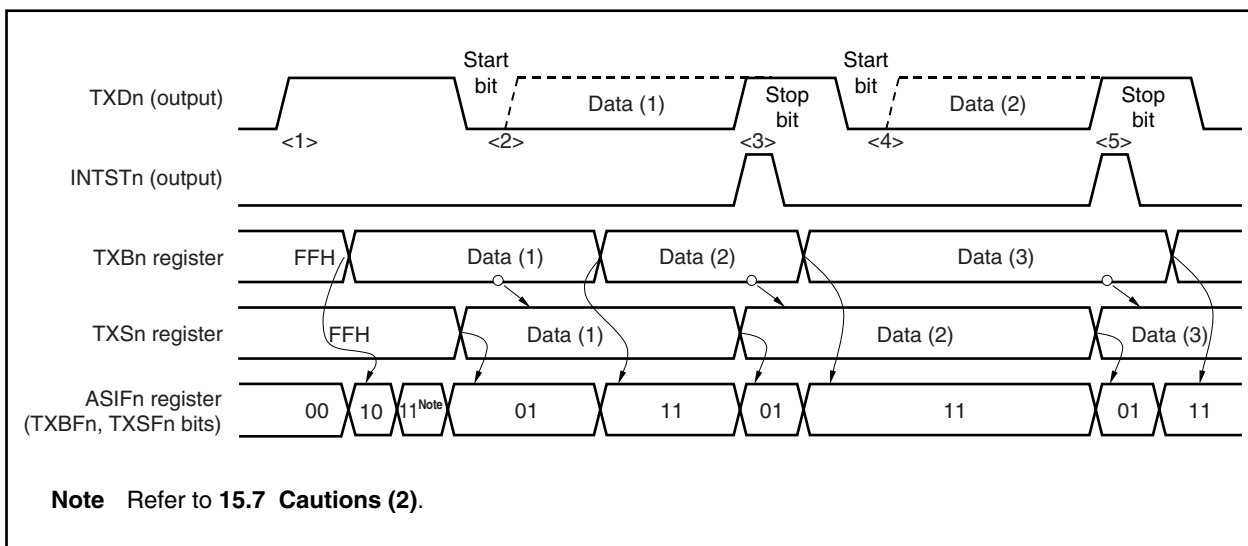 Start
bit
Start
bit
TXDn (output)
Data (1)
Stop
bit
Data (2)
Stop
bit
<1>
<2>
<3>
<4>
<5>
INTSTn (output)
TXBn register
FFH
Data (1)
Data (2)
Data (3)
TXSn register
FFH
Data (1)
Data (2)
Data (3)
ASIFn register
(TXBFn, TXSFn bits)
00
10
11Note
01
11
01
11
01
11
Note Refer to 15.7 Cautions (2).